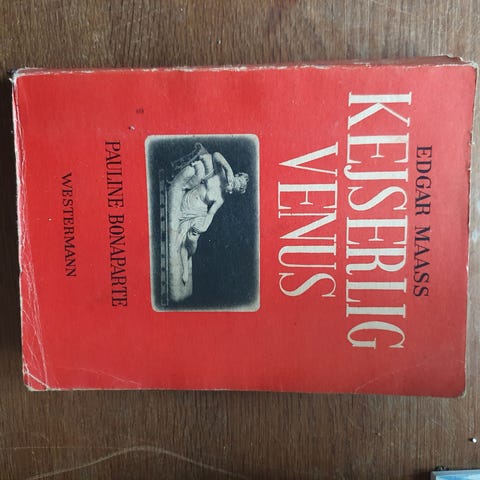 EDGAR MAASS
KEJSERLIG
VENUS
PAULINE BONAPARTE
WESTERMANN